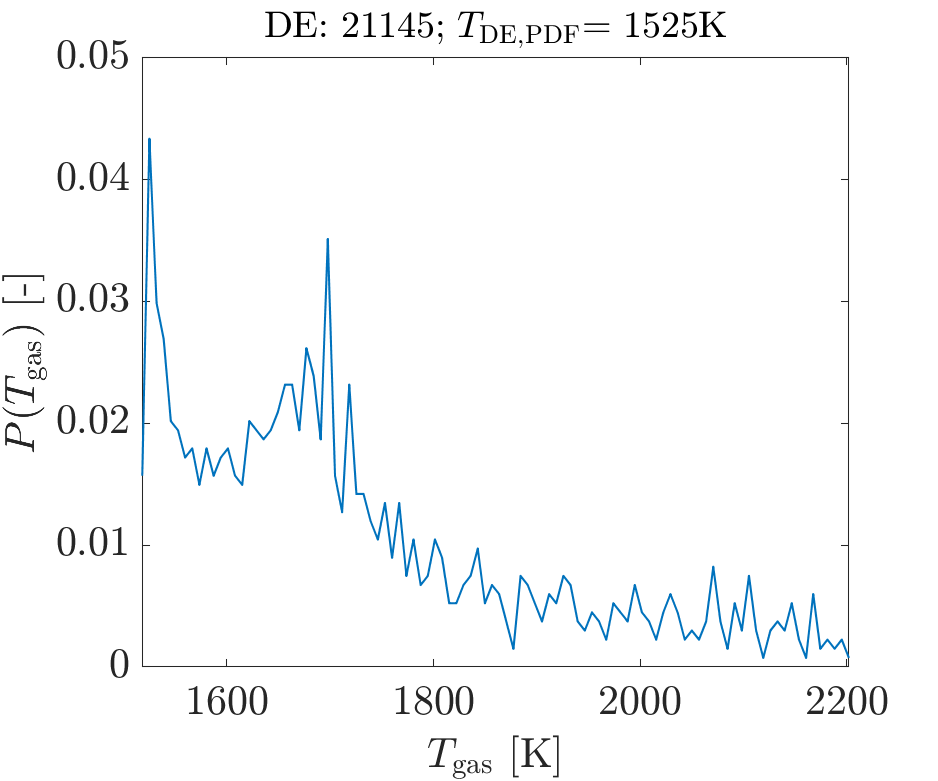 DE: 21145; T_DE,PDF= 1525K
0.05
0.04
0.03
0.02
0.01
0
P(T_gas) [-]
1600 1800 2000 2200
T_gas [K]